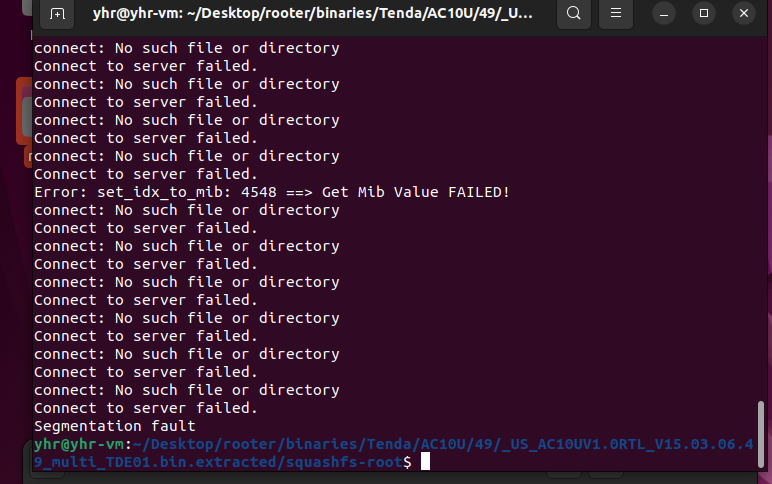 yhr@yhr-vm: ~/Desktop/rooter/binaries/Tenda/AC10U/49/_U...
connect: No such file or directory
Connect to server failed.
connect: No such file or directory
Connect to server failed.
connect: No such file or directory
Connect to server failed.
connect: No such file or directory
Connect to server failed.
Error: set_idx_to_mib: 4548 ==> Get Mib Value FAILED!
connect: No such file or directory
Connect to server failed.
connect: No such file or directory
Connect to server failed.
connect: No such file or directory
Connect to server failed.
connect: No such file or directory
Connect to server failed.
connect: No such file or directory
Connect to server failed.
connect: No such file or directory
Connect to server failed.
Segmentation fault
yhr@yhr-vm:~/Desktop/rooter/binaries/Tenda/AC10U/49/_US_AC10UV1.0RTL_V15.03.06.4
9_multi_TDE01.bin.extracted/squashfs-root$